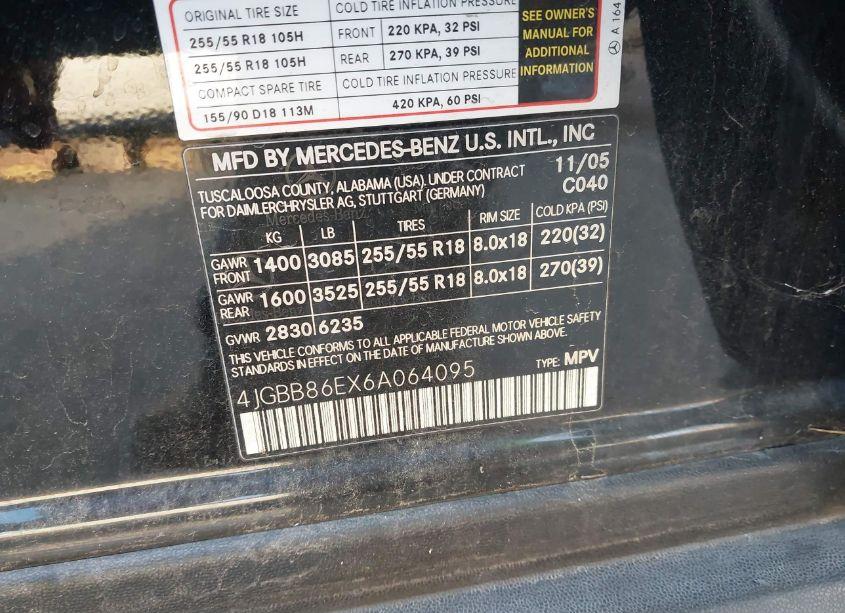 ORIGINAL TIRE SIZE COLD TIRE INFLATION PRESSURE
255/55 R18 105H FRONT 220 KPA, 32 PSI
255/55 R18 105H REAR 270 KPA, 39 PSI
COMPACT SPARE TIRE COLD TIRE INFLATION PRESSURE
155/90 D18 113M 420 KPA, 60 PSI
SEE OWNER'S
MANUAL FOR
ADDITIONAL
INFORMATION
A 164
MFD BY MERCEDES-BENZ U.S. INTL., INC
TUSCALOOSA COUNTY, ALABAMA (USA). UNDER CONTRACT 11/05
FOR DAIMLERCHRYSLER AG, STUTTGART (GERMANY) C040
Mercedes-Benz
KG LB TIRES RIM SIZE COLD KPA (PSI)
GAWR FRONT 1400 3085 255/55 R18 8.0x18 220(32)
GAWR REAR 1600 3525 255/55 R18 8.0x18 270(39)
GVWR 2830 6235
THIS VEHICLE CONFORMS TO ALL APPLICABLE FEDERAL MOTOR VEHICLE SAFETY
STANDARDS IN EFFECT ON THE DATE OF MANUFACTURE SHOWN ABOVE.
4JGBB86EX6A064095 TYPE: MPV